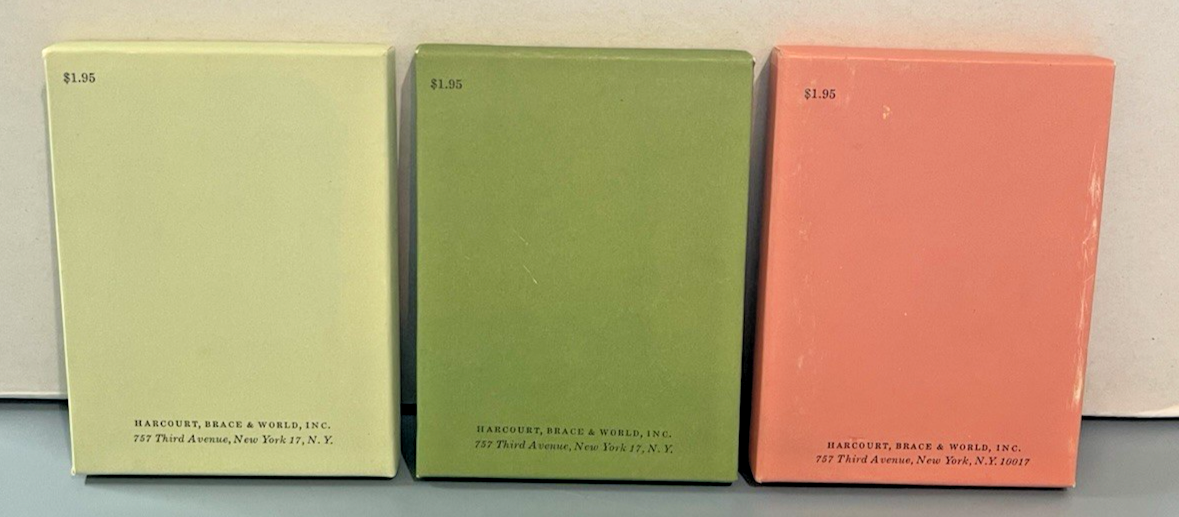 $1.95
HARCOURT, BRACE & WORLD, INC.
757 Third Avenue, New York 17, N. Y.
$1.95
HARCOURT, BRACE & WORLD, INC.
757 Third Avenue, New York 17, N. Y.
$1.95
HARCOURT, BRACE & WORLD, INC.
757 Third Avenue, New York, N.Y. 10017